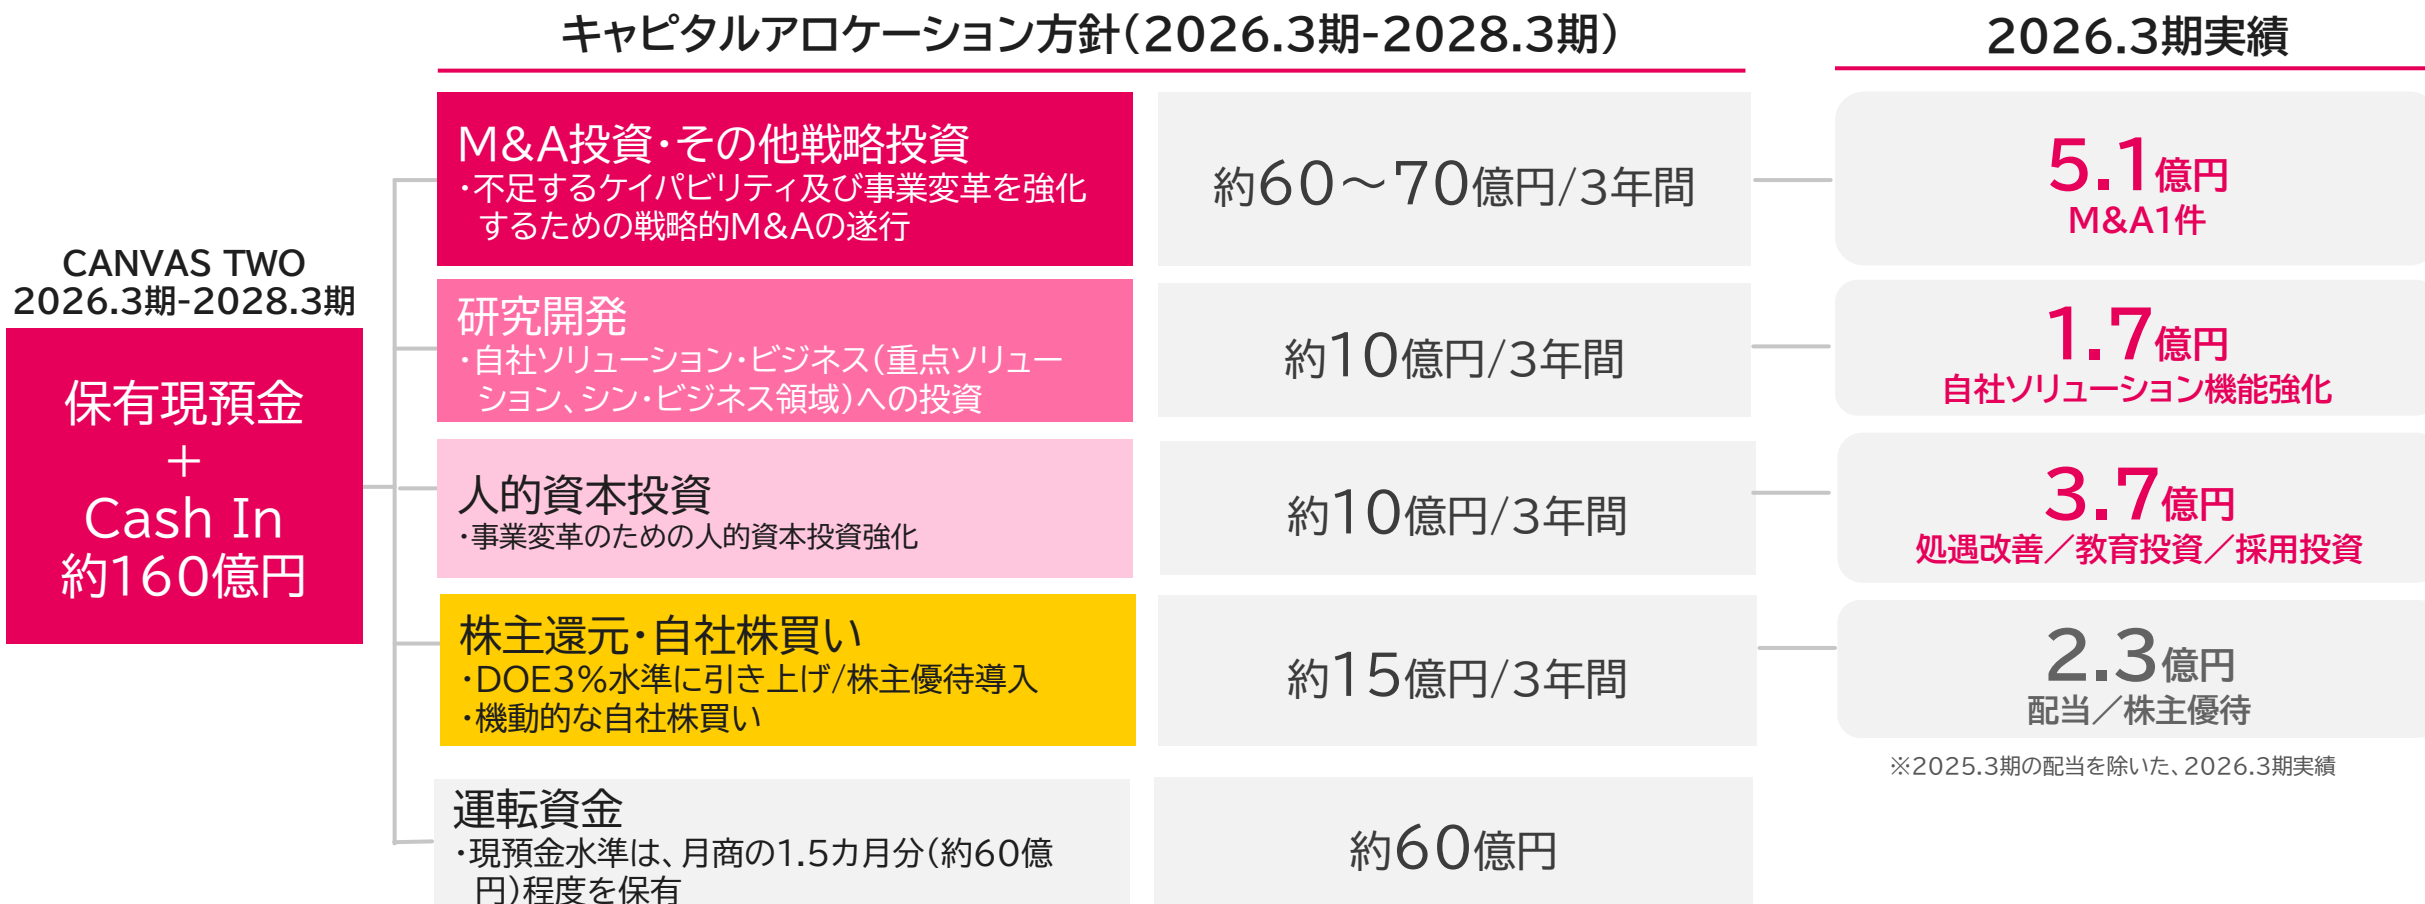 キャピタルアロケーション方針(2026.3期-2028.3期)
2026.3期実績
CANVAS TWO
2026.3期-2028.3期
保有現預金
＋
Cash In
約160億円
M&A投資・その他戦略投資
・不足するケイパビリティ及び事業変革を強化
するための戦略的M&Aの遂行
約60～70億円/3年間
5.1億円
M&A1件
研究開発
・自社ソリューション・ビジネス(重点ソリュー
ション、シン・ビジネス領域)への投資
約10億円/3年間
1.7億円
自社ソリューション機能強化
人的資本投資
・事業変革のための人的資本投資強化
約10億円/3年間
3.7億円
処遇改善／教育投資／採用投資
株主還元・自社株買い
・DOE3%水準に引き上げ/株主優待導入
・機動的な自社株買い
約15億円/3年間
2.3億円
配当／株主優待
※2025.3期の配当を除いた、2026.3期実績
運転資金
・現預金水準は、月商の1.5カ月分(約60億
円)程度を保有
約60億円